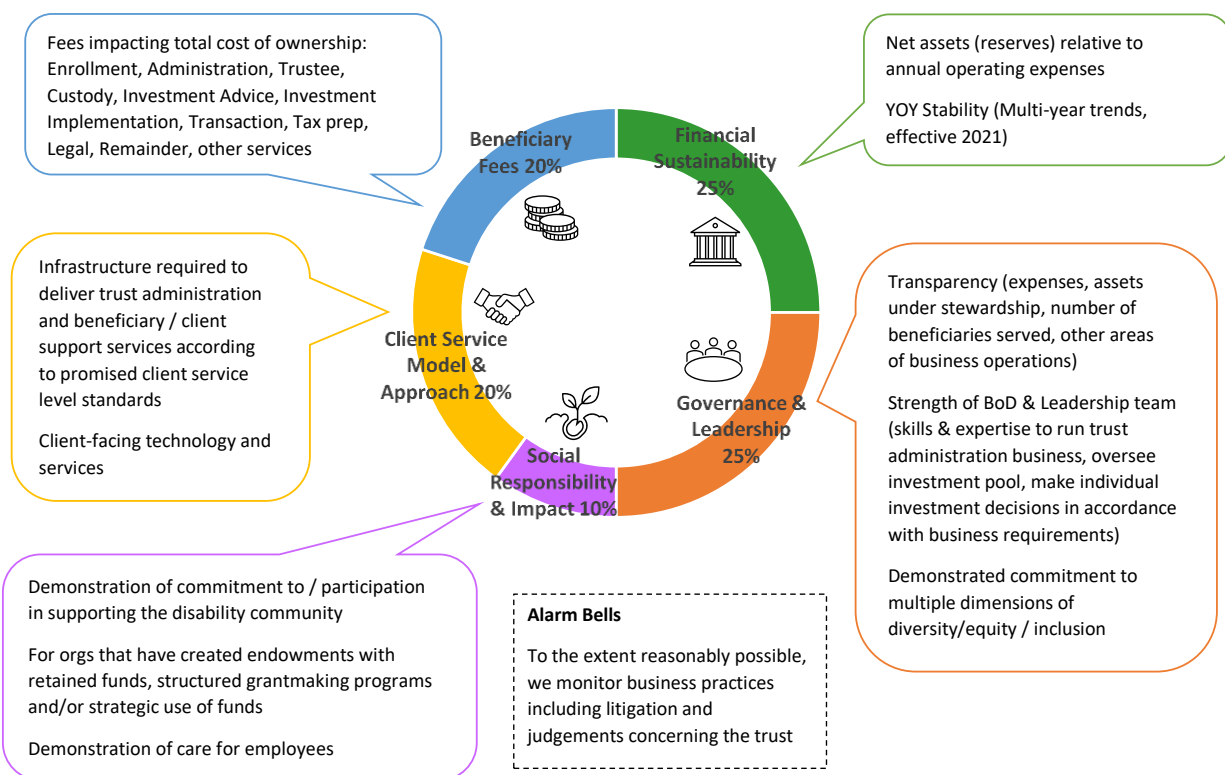 Fees impacting total cost of ownership:
Enrollment, Administration, Trustee,
Custody, Investment Advice, Investment
Implementation, Transaction, Tax prep,
Legal, Remainder, other services
Net assets (reserves) relative to
annual operating expenses
YOY Stability (Multi-year trends,
effective 2021)
Beneficiary
Fees 20%
Financial
Sustainability
25%
Infrastructure required to
deliver trust administration
and beneficiary / client
support services according
to promised client service
level standards
Client-facing technology and
services
Client Service
Model &
Approach 20%
Governance &
Leadership
25%
Transparency (expenses, assets
under stewardship, number of
beneficiaries served, other areas
of business operations)
Strength of BoD & Leadership team
(skills & expertise to run trust
administration business, oversee
investment pool, make individual
investment decisions in accordance
with business requirements)
Demonstrated commitment to
multiple dimensions of
diversity/equity / inclusion
Social
Responsibility
& Impact 10%
Demonstration of commitment to / participation
in supporting the disability community
For orgs that have created endowments with
retained funds, structured grantmaking programs
and/or strategic use of funds
Demonstration of care for employees
Alarm Bells
To the extent reasonably possible,
we monitor business practices
including litigation and
judgements concerning the trust